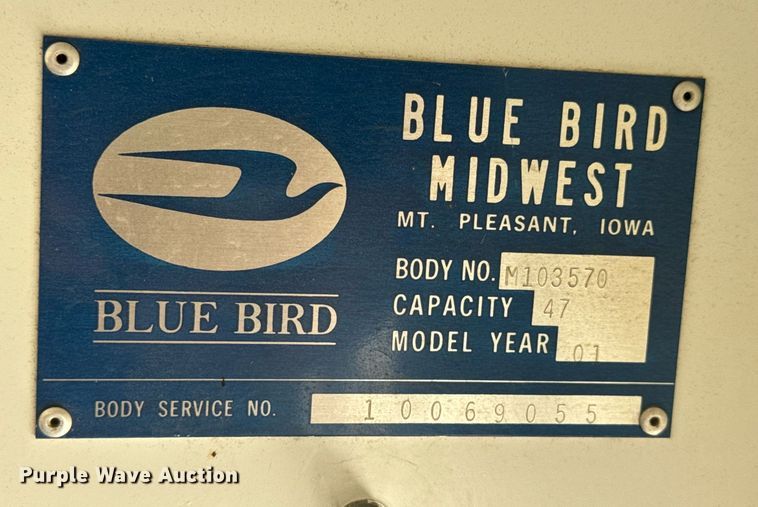 BLUE BIRD
MIDWEST
MT. PLEASANT, IOWA
BODY NO. M103570
CAPACITY 47
MODEL YEAR 01
BLUE BIRD
BODY SERVICE NO. 10069055
Purple Wave Auction